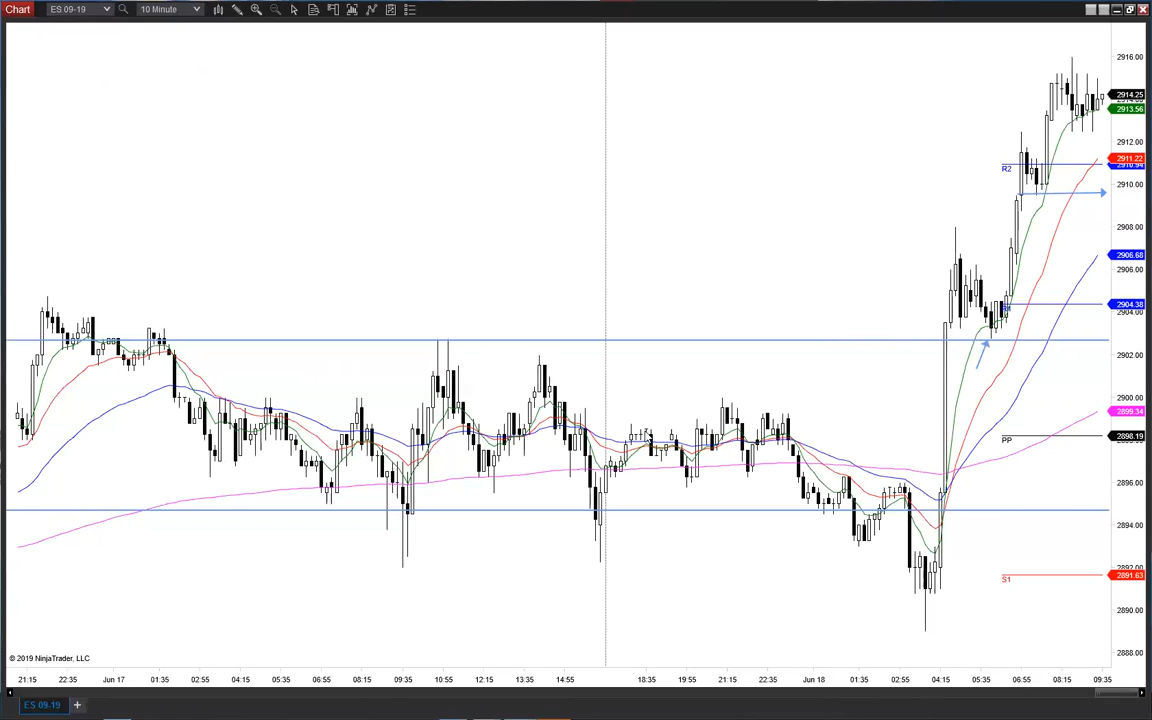 Chart ES 09-19 10 Minute
2916.00
2914.25
2913.56
2912.00
2911.22
R2
2910.00
2908.00
2906.68
2906.00
2904.38
2904.00
2902.00
2900.00
2899.34
PP 2898.19
2896.00
2894.00
2892.00
S1 2891.63
2890.00
2888.00
© 2019 NinjaTrader, LLC
21:15 22:35 Jun 17 01:35 02:55 04:15 05:35 06:55 08:15 09:35 10:55 12:15 13:35 14:55 18:35 19:55 21:15 22:35 Jun 18 01:35 02:55 04:15 05:35 06:55 08:15 09:35
ES 09-19 +